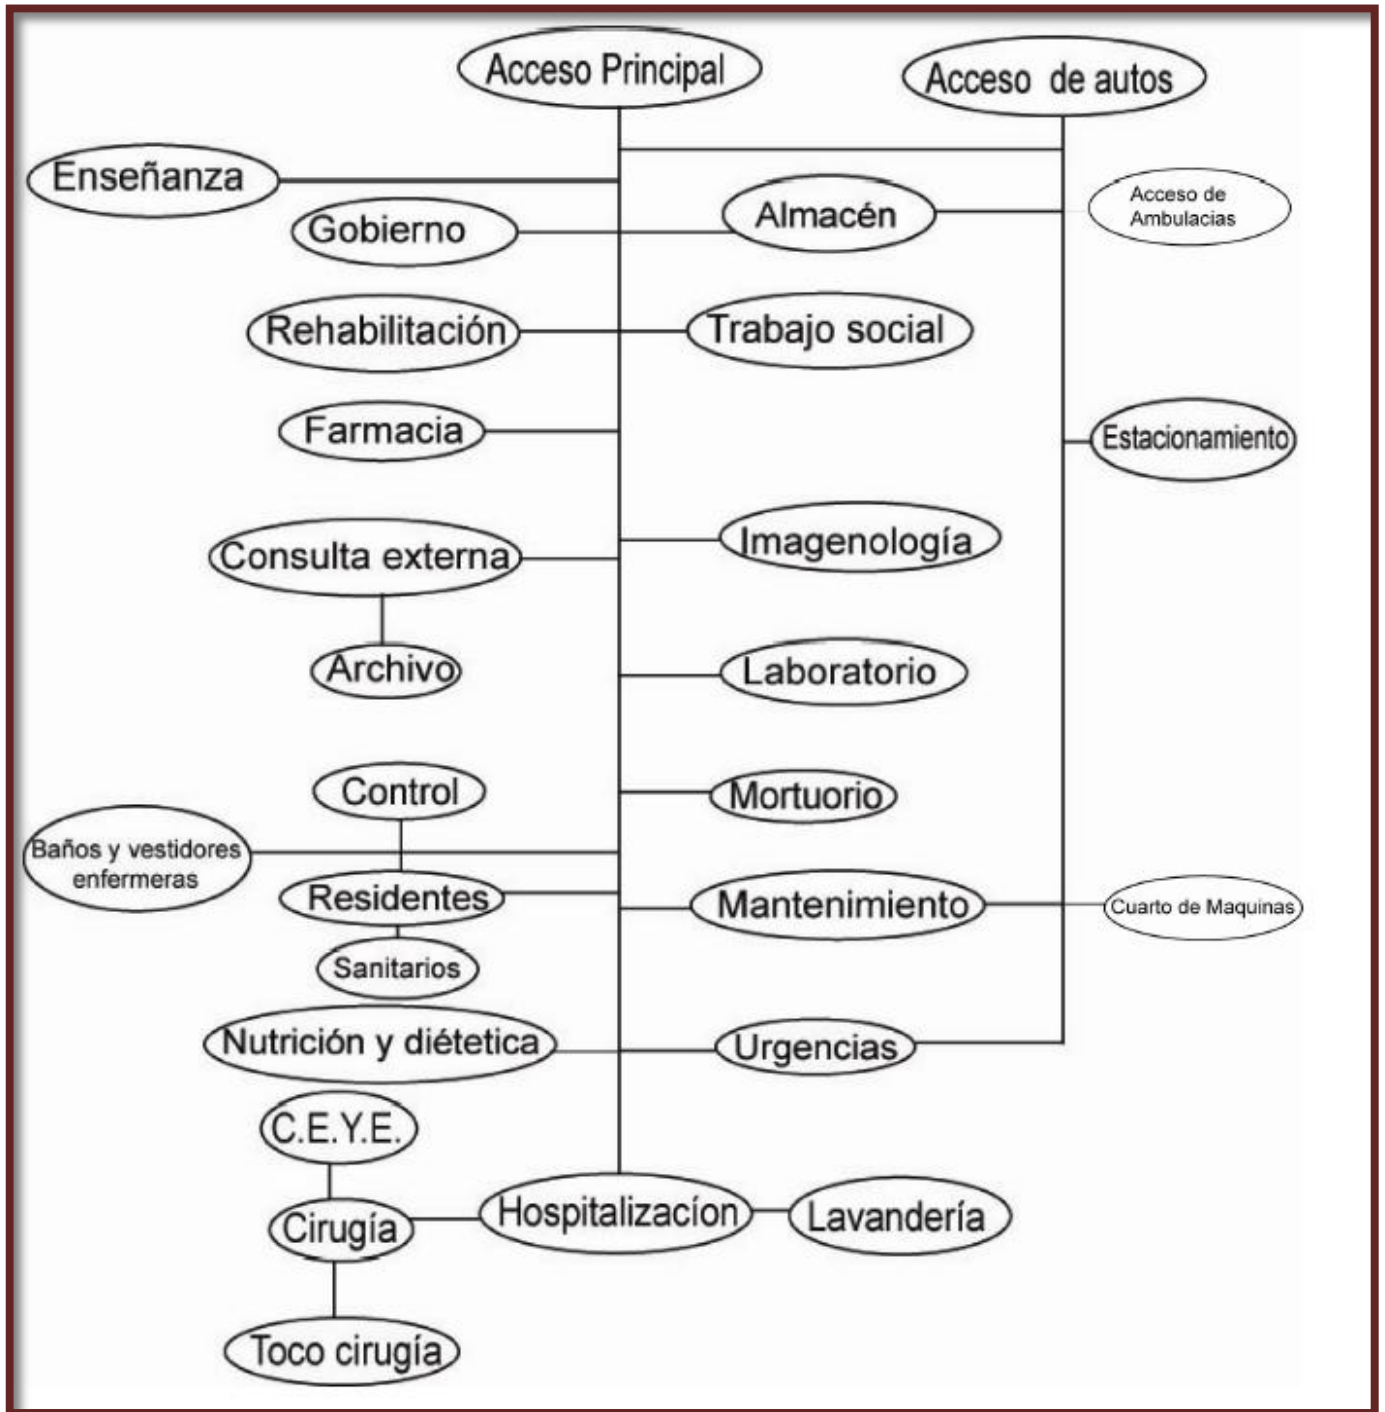 Acceso Principal
Acceso de autos
Enseñanza
Acceso de
Ambulacias
Gobierno
Almacén
Rehabilitación
Trabajo social
Farmacia
Estacionamiento
Consulta externa
Imagenología
Archivo
Laboratorio
Control
Mortuorio
Baños y vestidores
enfermeras
Residentes
Mantenimiento
Cuarto de Maquinas
Sanitarios
Nutrición y diétetica
Urgencias
C.E.Y.E.
Cirugía
Hospitalizacíon
Lavandería
Toco cirugía